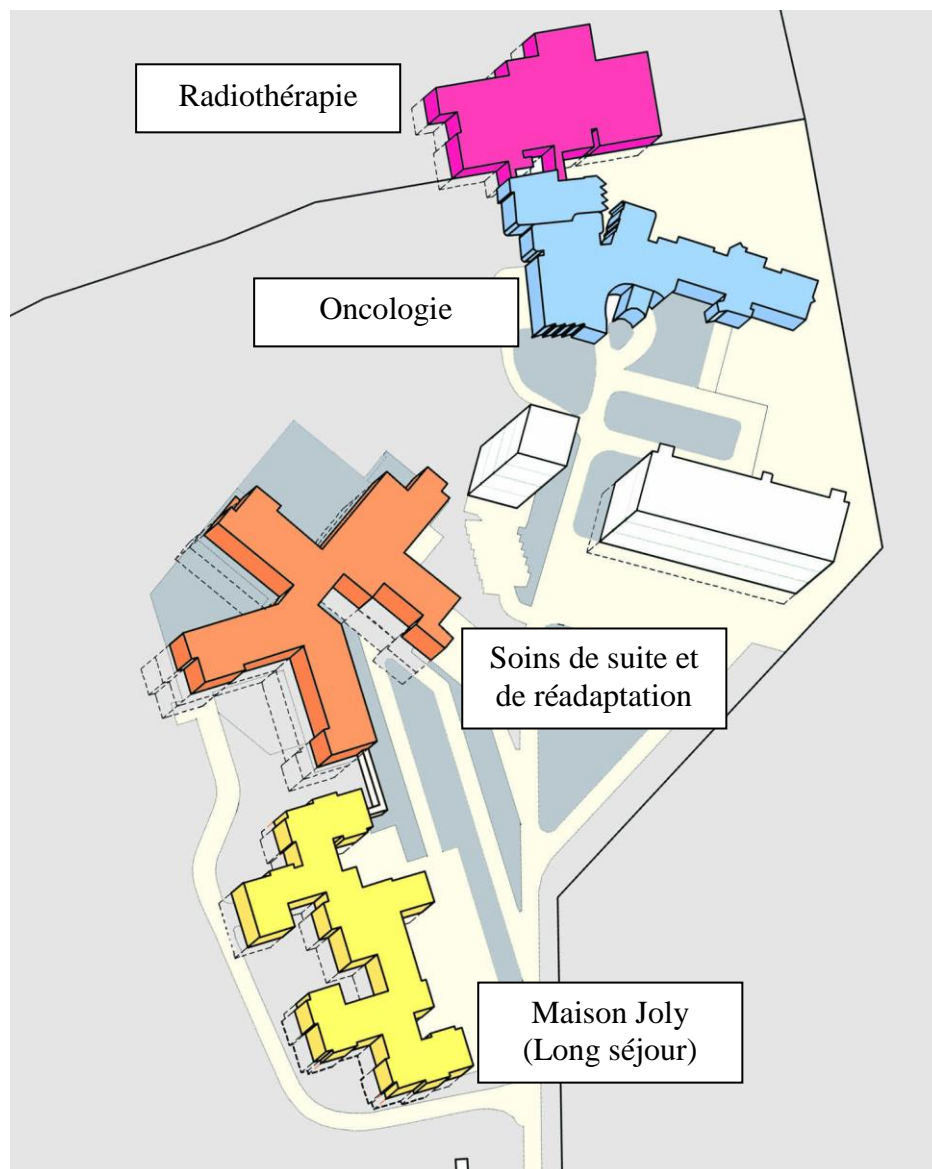 Radiothérapie
Oncologie
Soins de suite et
de réadaptation
Maison Joly
(Long séjour)